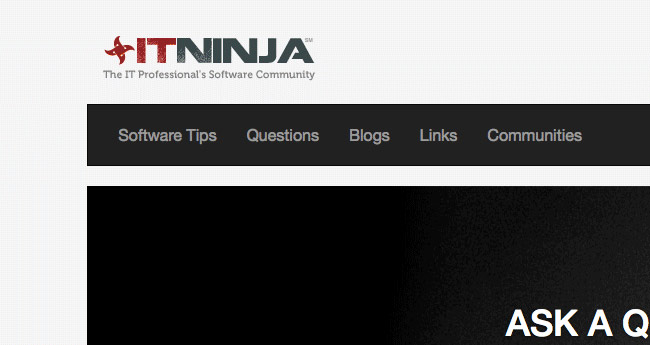 ITNINJA SM
The IT Professional's Software Community
Software Tips Questions Blogs Links Communities
ASK A Q